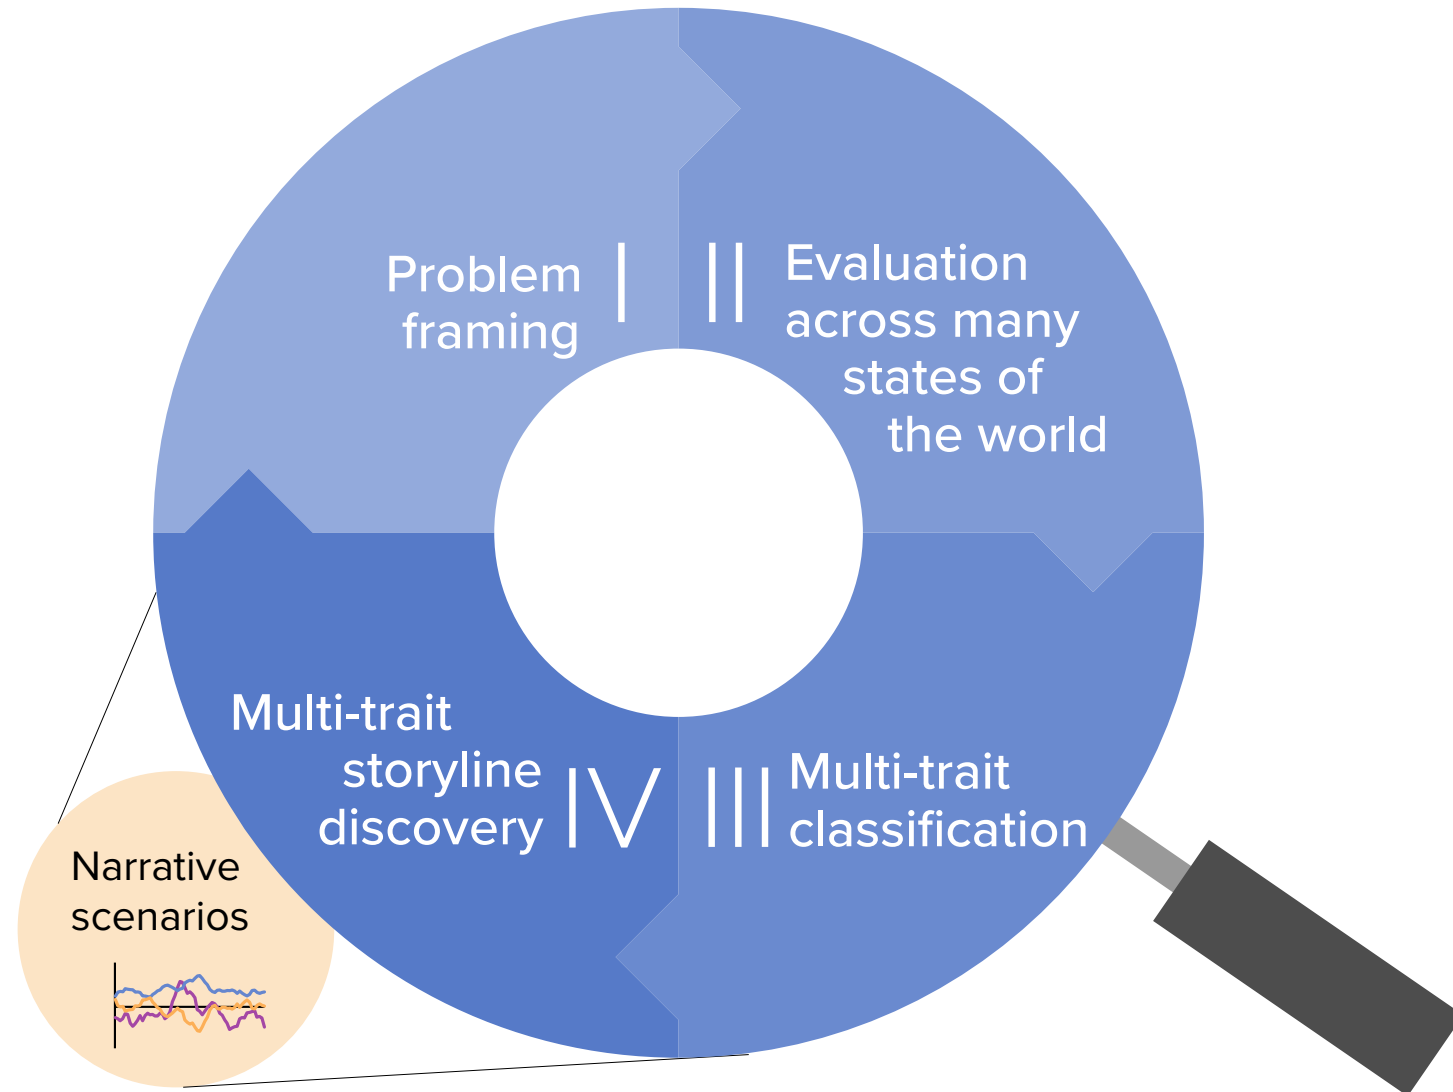 Problem
framing
I
II
Evaluation
across many
states of
the world
III
Multi-trait
classification
Multi-trait
storyline
discovery
IV
Narrative
scenarios